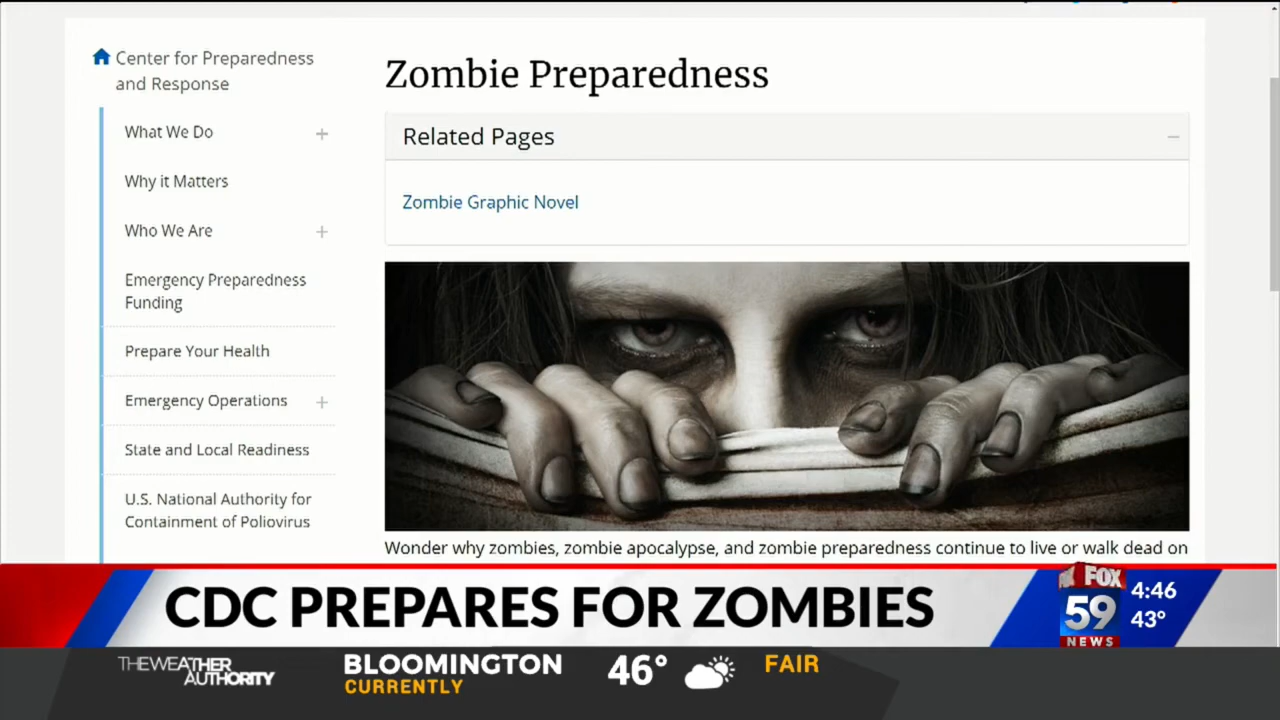 Center for Preparedness
and Response
What We Do
Why it Matters
Who We Are
Emergency Preparedness
Funding
Prepare Your Health
Emergency Operations
State and Local Readiness
U.S. National Authority for
Containment of Poliovirus
Zombie Preparedness
Related Pages
Zombie Graphic Novel
Wonder why zombies, zombie apocalypse, and zombie preparedness continue to live or walk dead on
CDC PREPARES FOR ZOMBIES
FOX
59
NEWS
4:46
43°
THE WEATHER
AUTHORITY
BLOOMINGTON
CURRENTLY
46°
FAIR